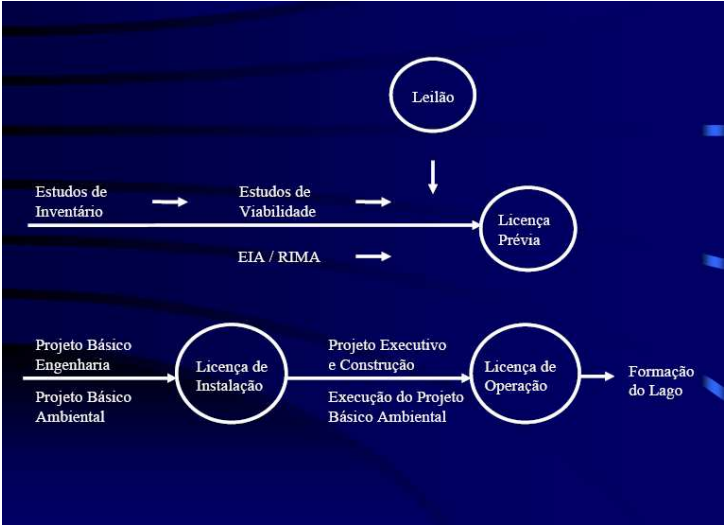 Leilão
Estudos de
Inventário
Estudos de
Viabilidade
Licença
Prévia
EIA / RIMA
Projeto Básico
Engenharia
Projeto Básico
Ambiental
Licença de
Instalação
Projeto Executivo
e Construção
Execução do Projeto
Básico Ambiental
Licença de
Operação
Formação
do Lago